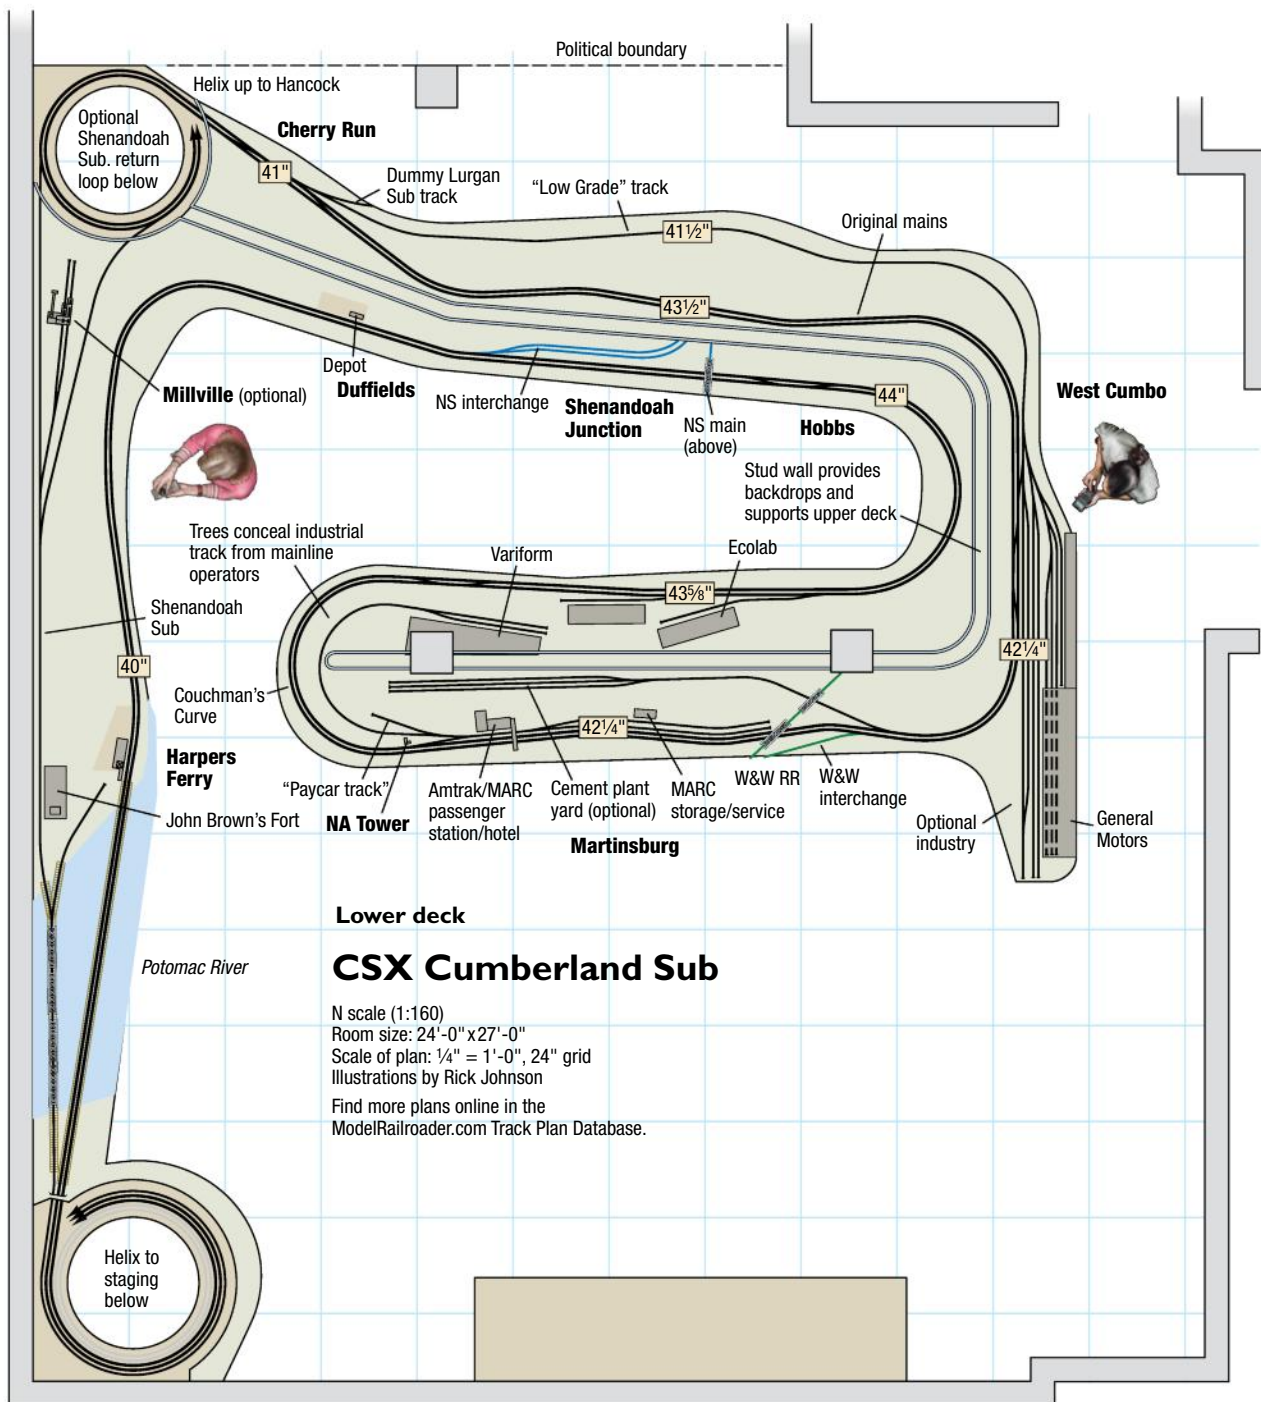 Political boundary
Helix up to Hancock
Optional
Shenandoah
Sub. return
loop below
Cherry Run
41"
Dummy Lurgan
Sub track
“Low Grade” track
41½"
Original mains
43½"
Depot
Duffields
Millville (optional)
NS interchange
Shenandoah
Junction
NS main
(above)
Hobbs
44"
West Cumbo
Stud wall provides
backdrops and
supports upper deck
Trees conceal industrial
track from mainline
operators
Variform
Ecolab
43⅝"
Shenandoah
Sub
40"
42¼"
Couchman’s
Curve
Harpers
Ferry
42¼"
“Paycar track”
John Brown’s Fort
NA Tower
Amtrak/MARC
passenger
station/hotel
Cement plant
yard (optional)
MARC
storage/service
Martinsburg
W&W RR
W&W
interchange
Optional
industry
General
Motors
Lower deck
CSX Cumberland Sub
Potomac River
N scale (1:160)
Room size: 24'-0"x27'-0"
Scale of plan: ¼" = 1'-0", 24" grid
Illustrations by Rick Johnson
Find more plans online in the
ModelRailroader.com Track Plan Database.
Helix to
staging
below